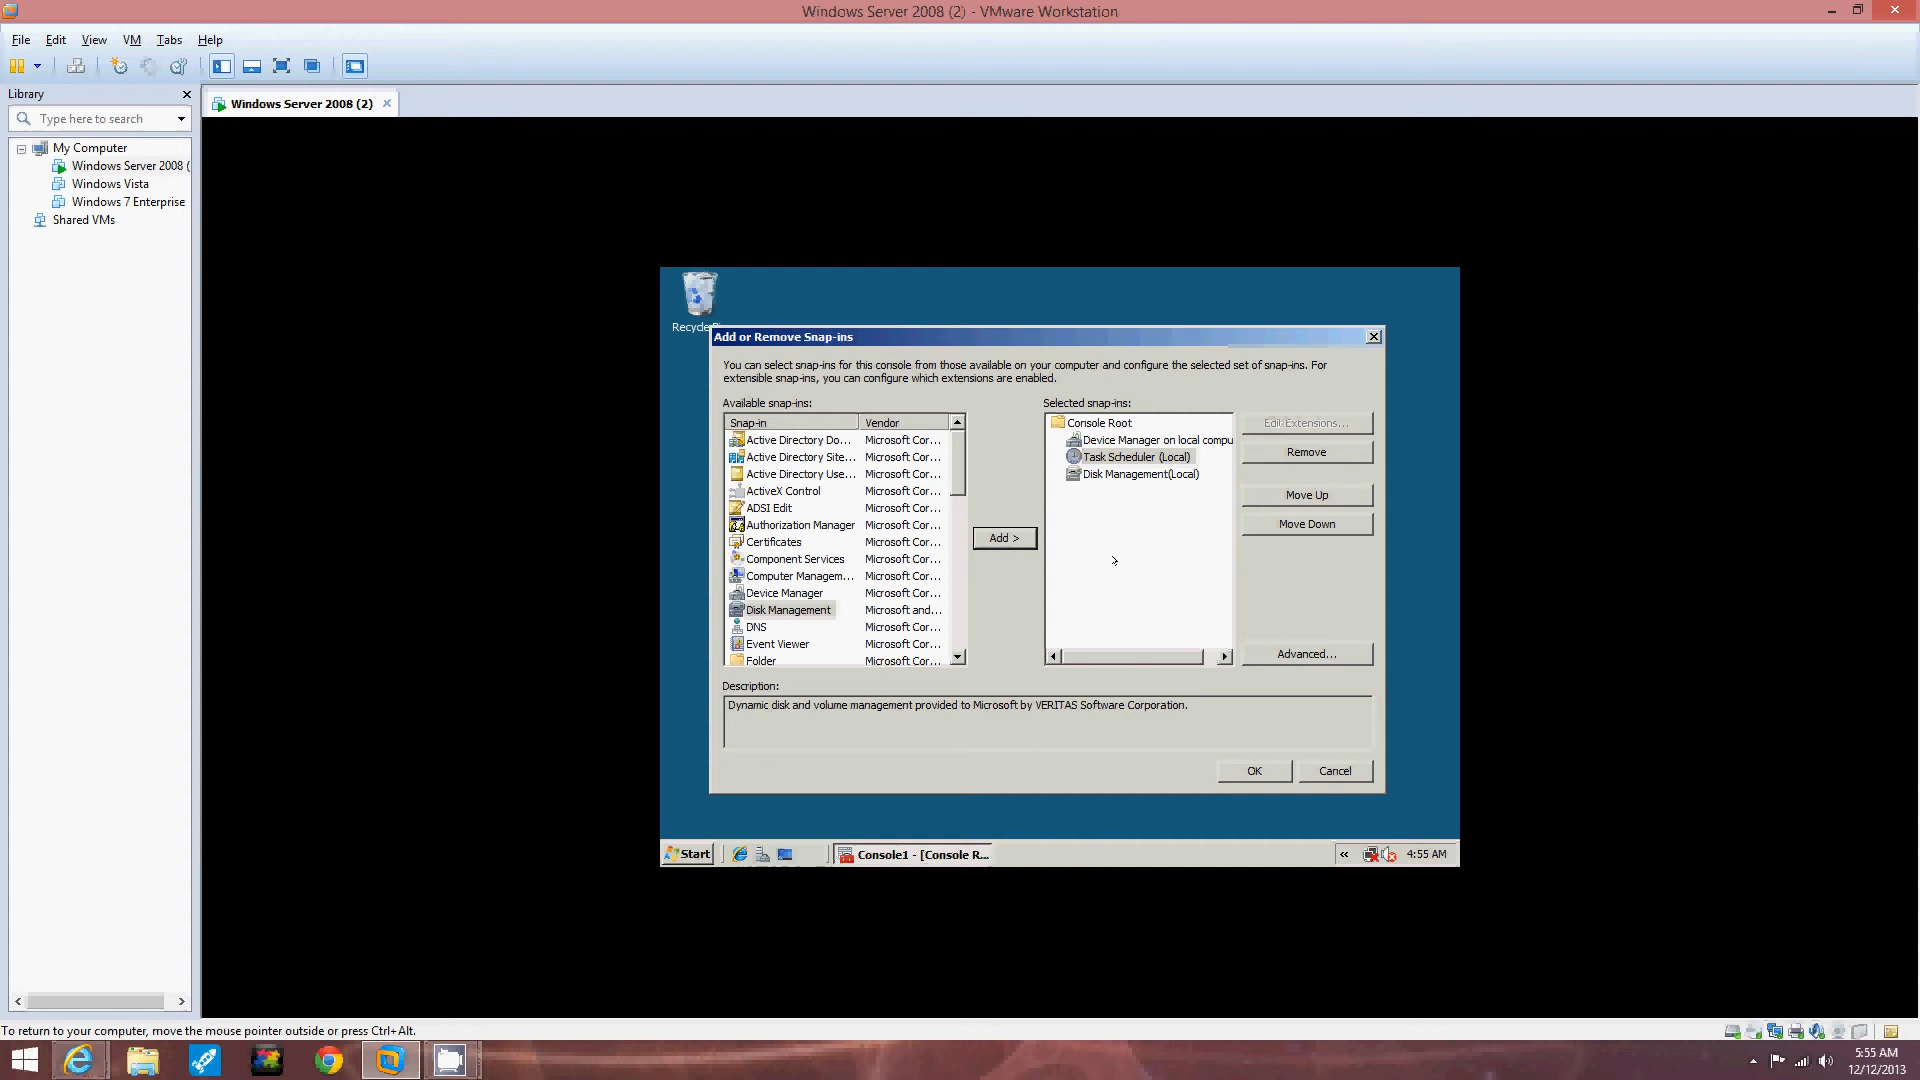 Windows Server 2008 (2) - VMware Workstation
File Edit View VM Tabs Help
Library
Type here to search
My Computer
Windows Server 2008 (
Windows Vista
Windows 7 Enterprise
Shared VMs
Windows Server 2008 (2)
Recycle
Add or Remove Snap-ins
You can select snap-ins for this console from those available on your computer and configure the selected set of snap-ins. For
extensible snap-ins, you can configure which extensions are enabled.
Available snap-ins:
Snap-in Vendor
Active Directory Do... Microsoft Cor...
Active Directory Site... Microsoft Cor...
Active Directory Use... Microsoft Cor...
ActiveX Control Microsoft Cor...
ADSI Edit Microsoft Cor...
Authorization Manager Microsoft Cor...
Certificates Microsoft Cor...
Component Services Microsoft Cor...
Computer Managem... Microsoft Cor...
Device Manager Microsoft Cor...
Disk Management Microsoft and...
DNS Microsoft Cor...
Event Viewer Microsoft Cor...
Folder Microsoft Cor...
Add >
Selected snap-ins:
Console Root
Device Manager on local compu
Task Scheduler (Local)
Disk Management(Local)
Edit Extensions...
Remove
Move Up
Move Down
Advanced...
Description:
Dynamic disk and volume management provided to Microsoft by VERITAS Software Corporation.
OK Cancel
Start
Console1 - [Console R...
« 4:55 AM
To return to your computer, move the mouse pointer outside or press Ctrl+Alt.
5:55 AM
12/12/2013